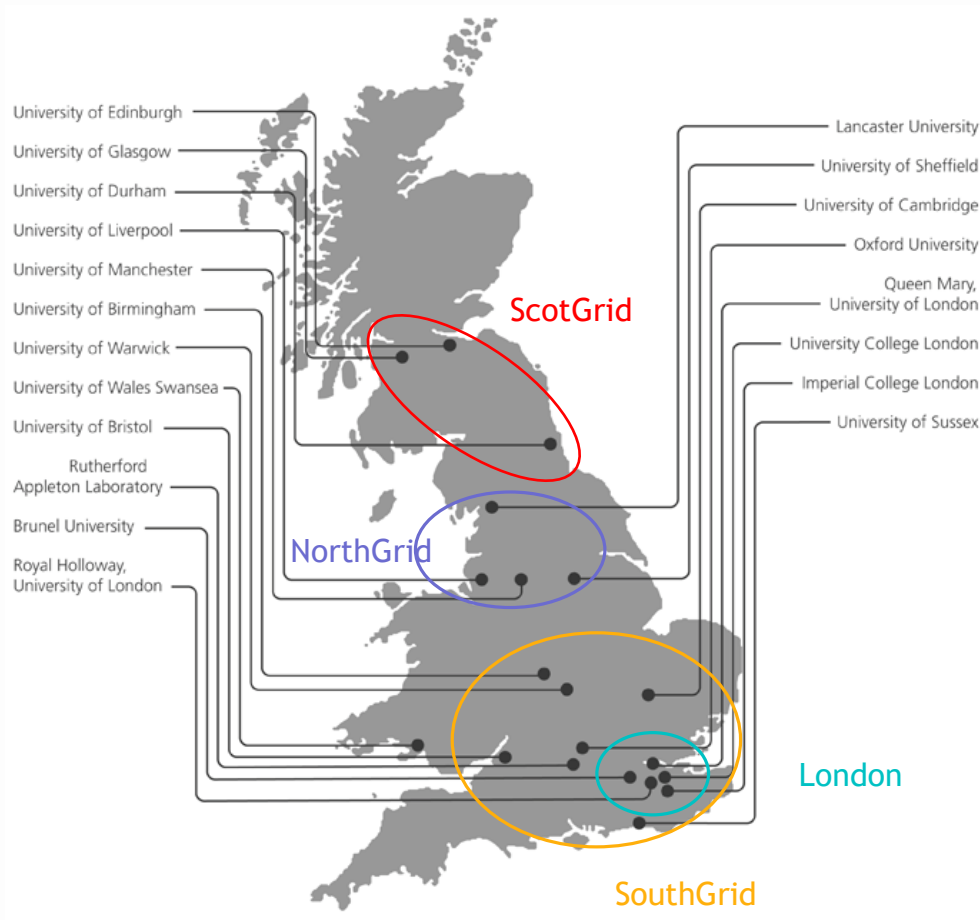 University of Edinburgh
University of Glasgow
University of Durham
University of Liverpool
University of Manchester
University of Birmingham
University of Warwick
University of Wales Swansea
University of Bristol
Rutherford
Appleton Laboratory
Brunel University
Royal Holloway,
University of London
Lancaster University
University of Sheffield
University of Cambridge
Oxford University
Queen Mary,
University of London
University College London
Imperial College London
University of Sussex
ScotGrid
NorthGrid
London
SouthGrid